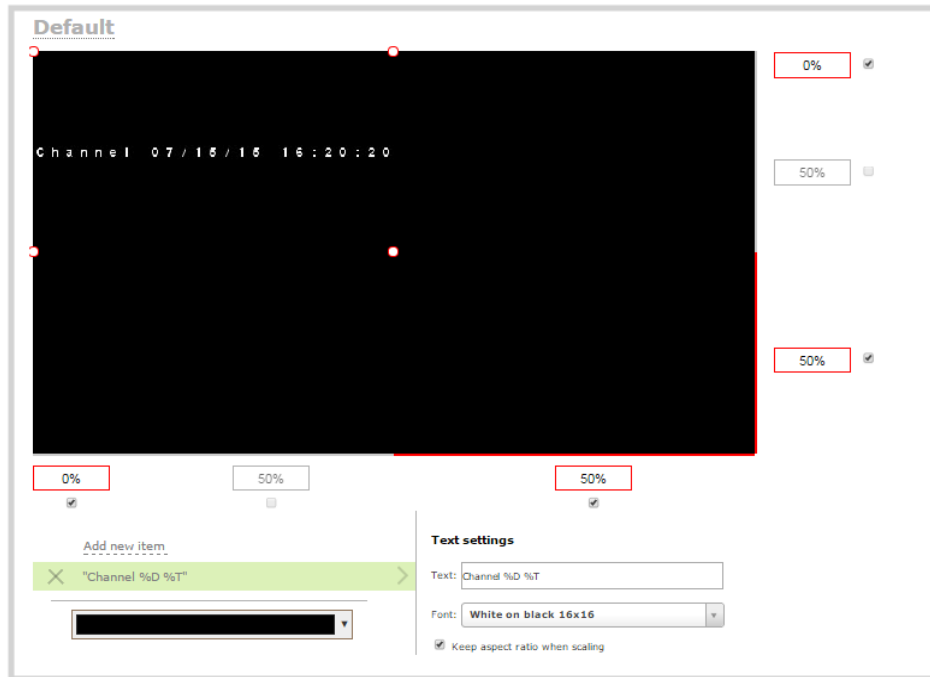 Default
0%
Channel 07/15/15 16:20:20
50%
50%
0%
50%
50%
Add new item
"Channel %D %T"
Text settings
Text: Channel %D %T
Font: White on black 16x16
Keep aspect ratio when scaling